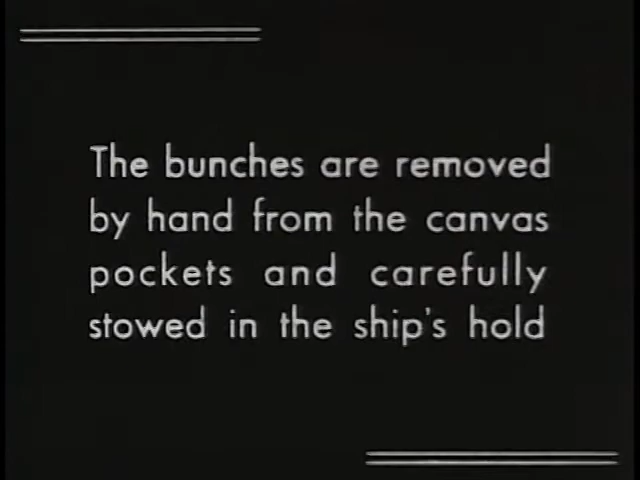 The bunches are removed
by hand from the canvas
pockets and carefully
stowed in the ship's hold